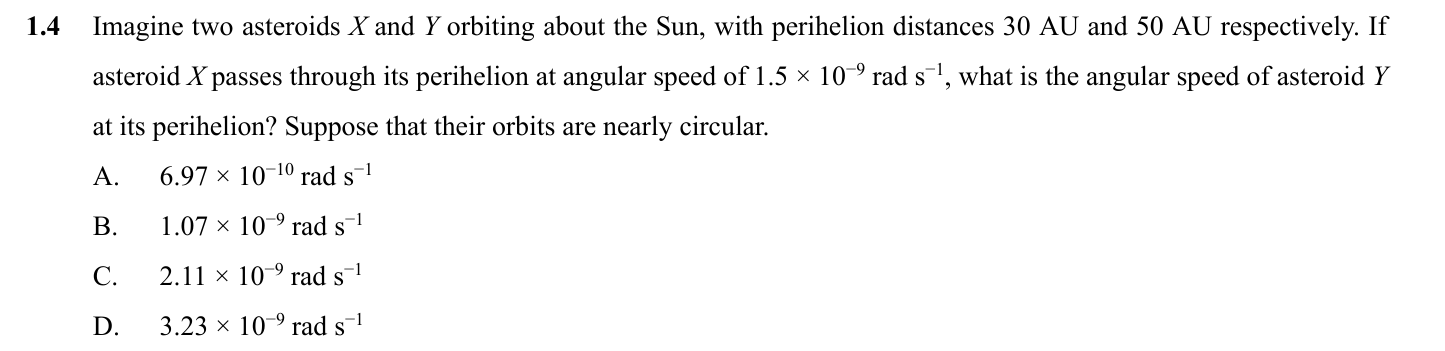 1.4 Imagine two asteroids X and Y orbiting about the Sun, with perihelion distances 30 AU and 50 AU respectively. If
asteroid X passes through its perihelion at angular speed of 1.5 × 10⁻⁹ rad s⁻¹, what is the angular speed of asteroid Y
at its perihelion? Suppose that their orbits are nearly circular.
A. 6.97 × 10⁻¹⁰ rad s⁻¹
B. 1.07 × 10⁻⁹ rad s⁻¹
C. 2.11 × 10⁻⁹ rad s⁻¹
D. 3.23 × 10⁻⁹ rad s⁻¹